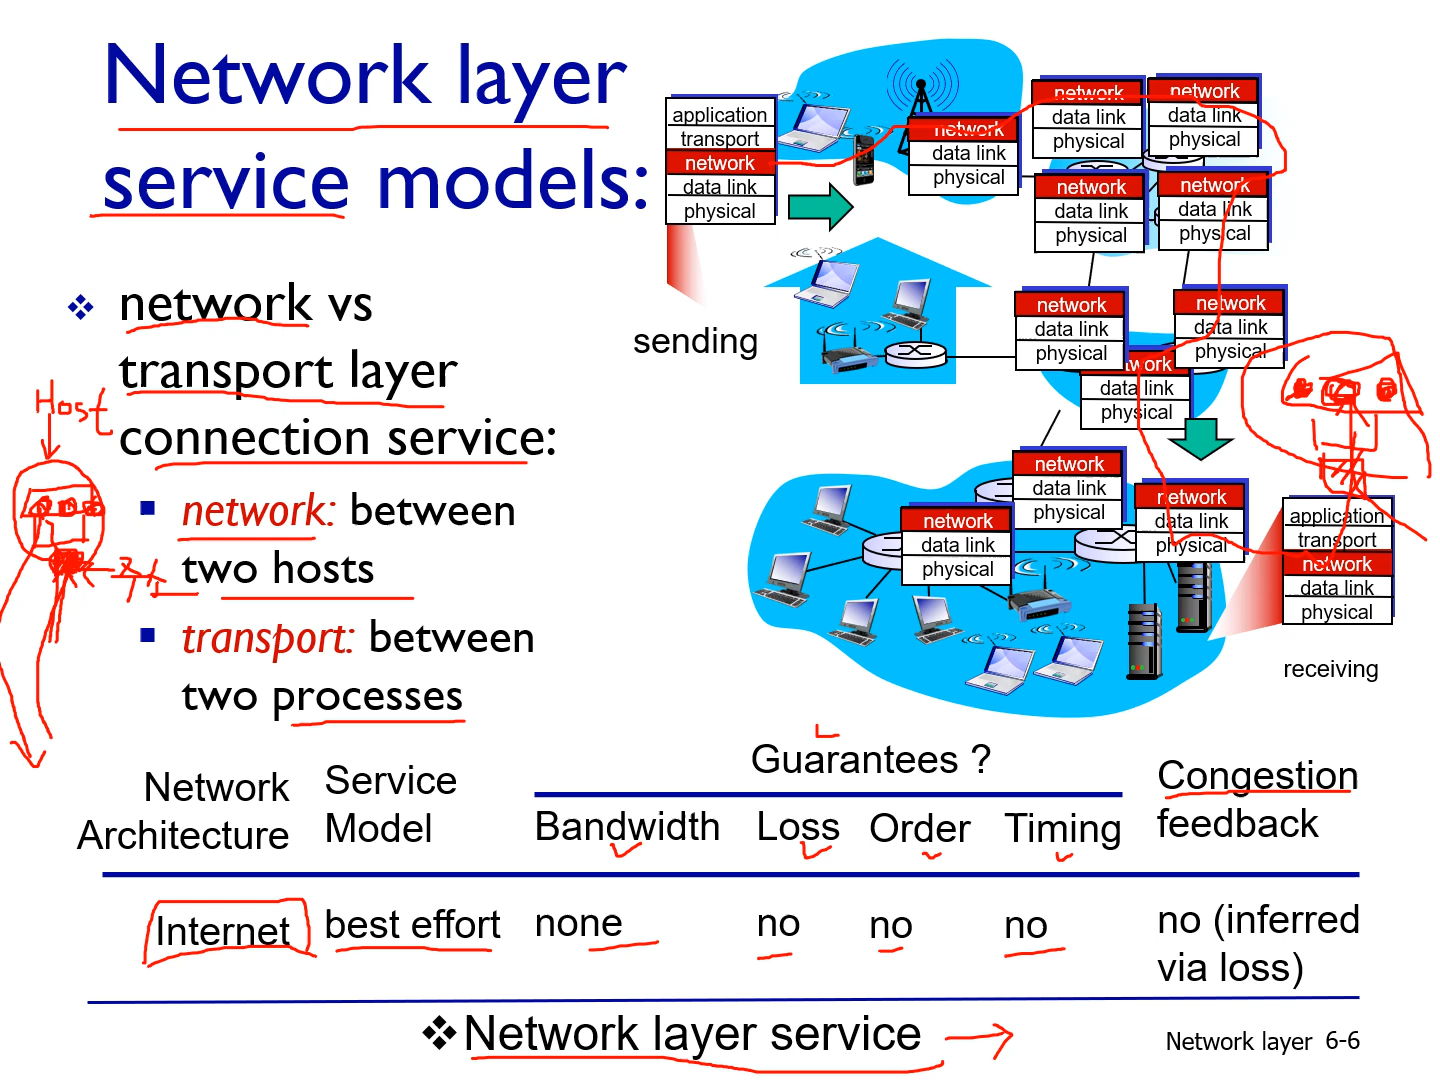 Network layer
service models:
network vs
transport layer
connection service:
network: between
two hosts
transport: between
two processes
Host
application
transport
network
data link
physical
sending
network
data link
physical
network
data link
physical
network
data link
physical
network
data link
physical
network
data link
physical
network
data link
physical
network
data link
physical
data link
physical
network
data link
physical
network
data link
physical
network
data link
physical
application
transport
network
data link
physical
receiving
Guarantees ?
Network Architecture
Service Model
Bandwidth Loss Order Timing
Congestion feedback
Internet best effort none no no no no (inferred
via loss)
Network layer service
Network layer 6-6